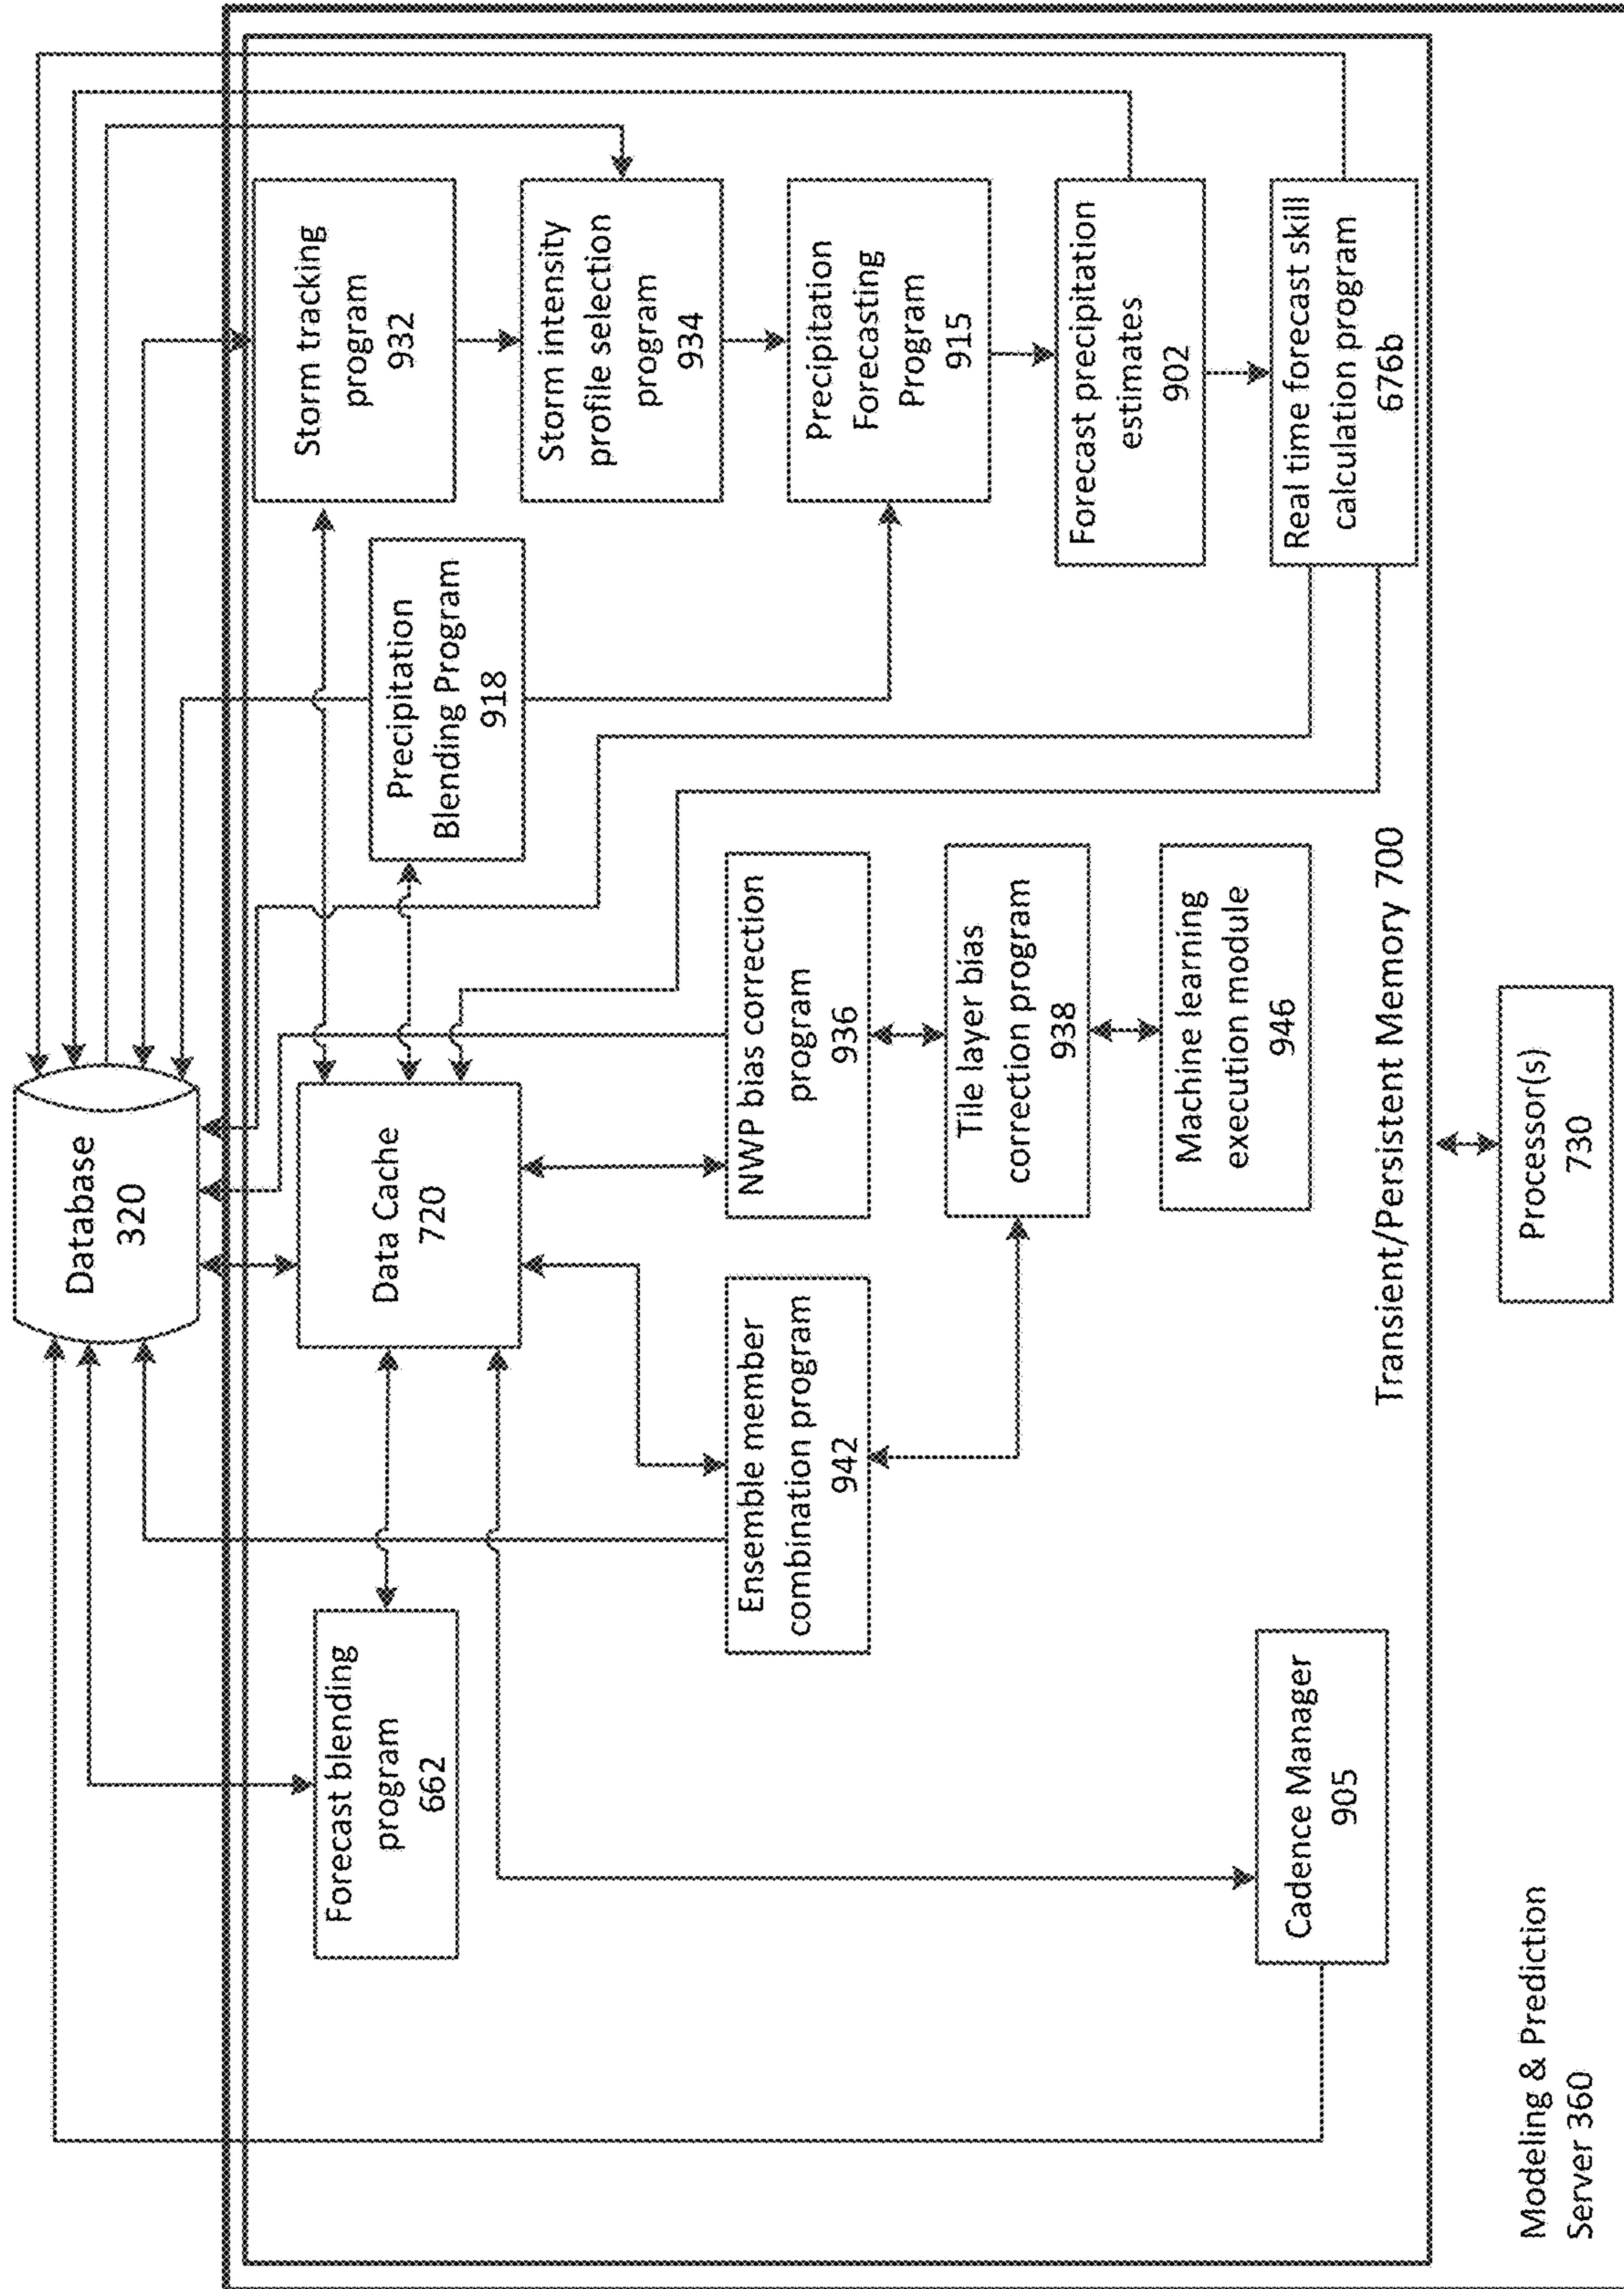 Database
320
Forecast blending
program
662
Data Cache
720
Precipitation
Blending Program
918
Storm tracking
program
932
Storm intensity
profile selection
program
934
Ensemble member
combination program
942
NWP bias correction
program
936
Precipitation
Forecasting
Program
915
Tile layer bias
correction program
938
Forecast precipitation
estimates
902
Cadence Manager
905
Machine learning
execution module
946
Real time forecast skill
calculation program
676b
Transient/Persistent Memory 700
Modeling & Prediction
Server 360
Processor(s)
730